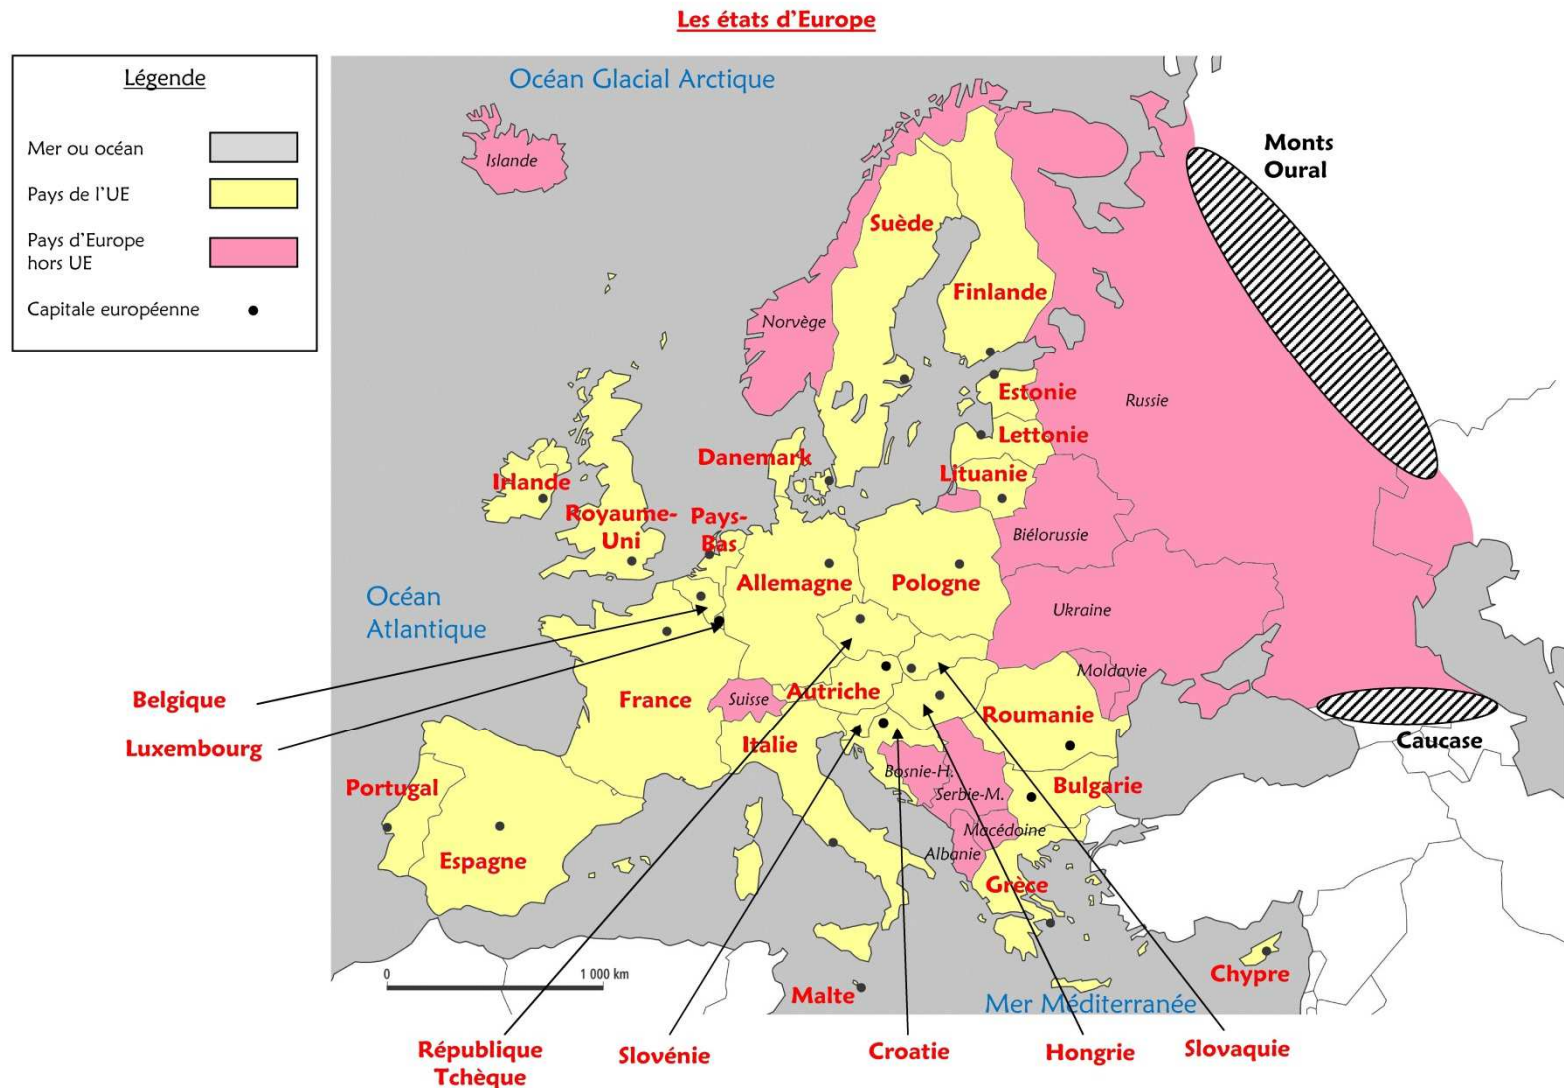 Les états d'Europe
Légende
Mer ou océan
Pays de l'UE
Pays d'Europe
hors UE
Capitale européenne
Océan Glacial Arctique
Monts
Oural
Islande
Suède
Finlande
Norvège
Estonie
Russie
Lettonie
Danemark
Lituanie
Irlande
Royaume-
Uni
Pays-
Bas
Biélorussie
Allemagne
Pologne
Océan
Atlantique
Ukraine
Moldavie
Belgique
France
Suisse
Autriche
Roumanie
Luxembourg
Italie
Caucase
Bosnie-H.
Serbie-M.
Bulgarie
Portugal
Macédoine
Albanie
Espagne
Grèce
0
1 000 km
Malte
Chypre
Mer Méditerranée
République
Tchèque
Slovénie
Croatie
Hongrie
Slovaquie